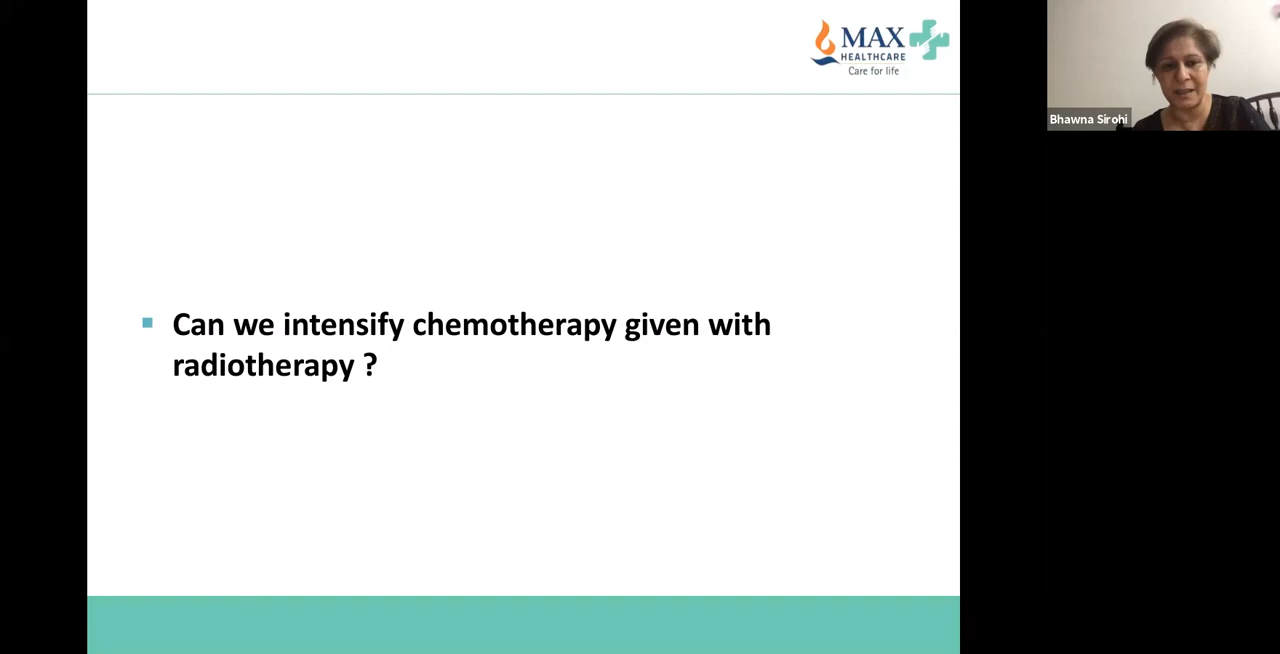 MAX
HEALTHCARE
Care for life
Bhawna Sirohi
▪ Can we intensify chemotherapy given with
radiotherapy ?